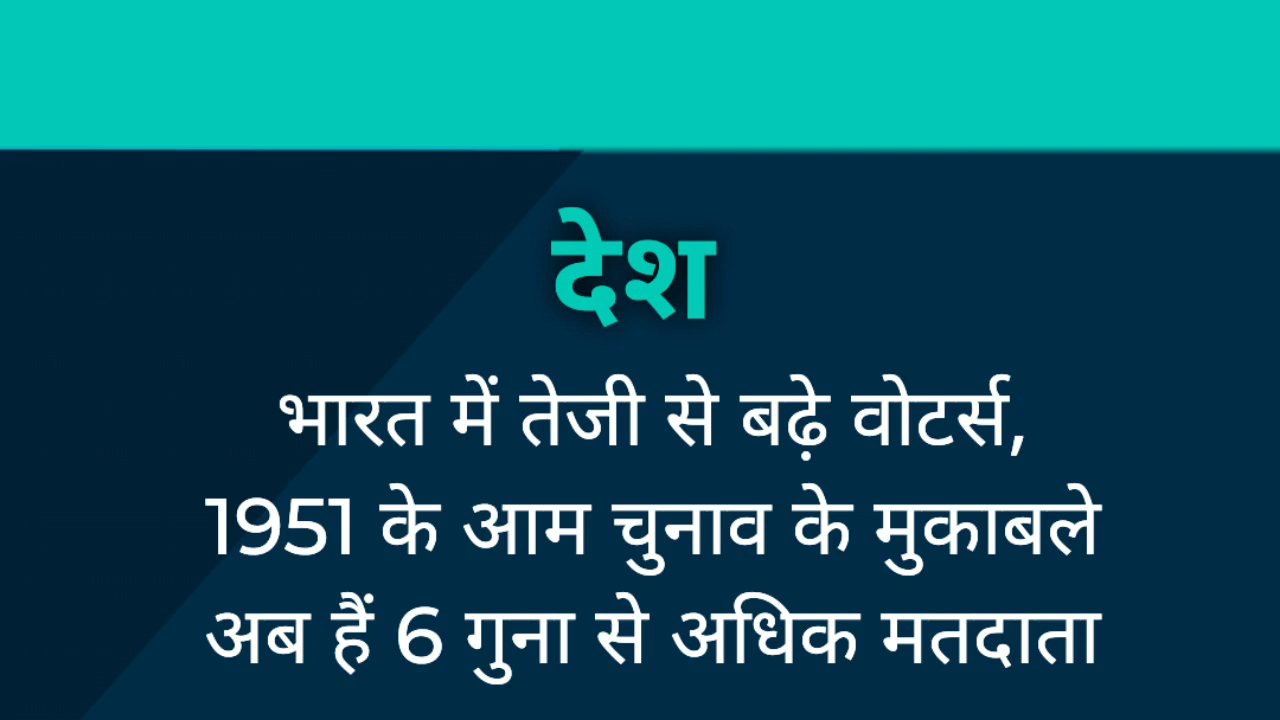 देश
भारत में तेजी से बढ़े वोटर्स,
1951 के आम चुनाव के मुकाबले
अब हैं 6 गुना से अधिक मतदाता